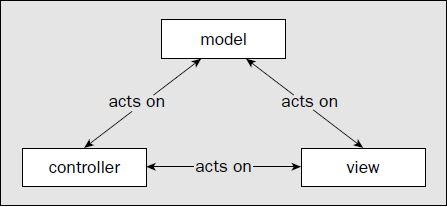 model
acts on
acts on
controller
acts on
view